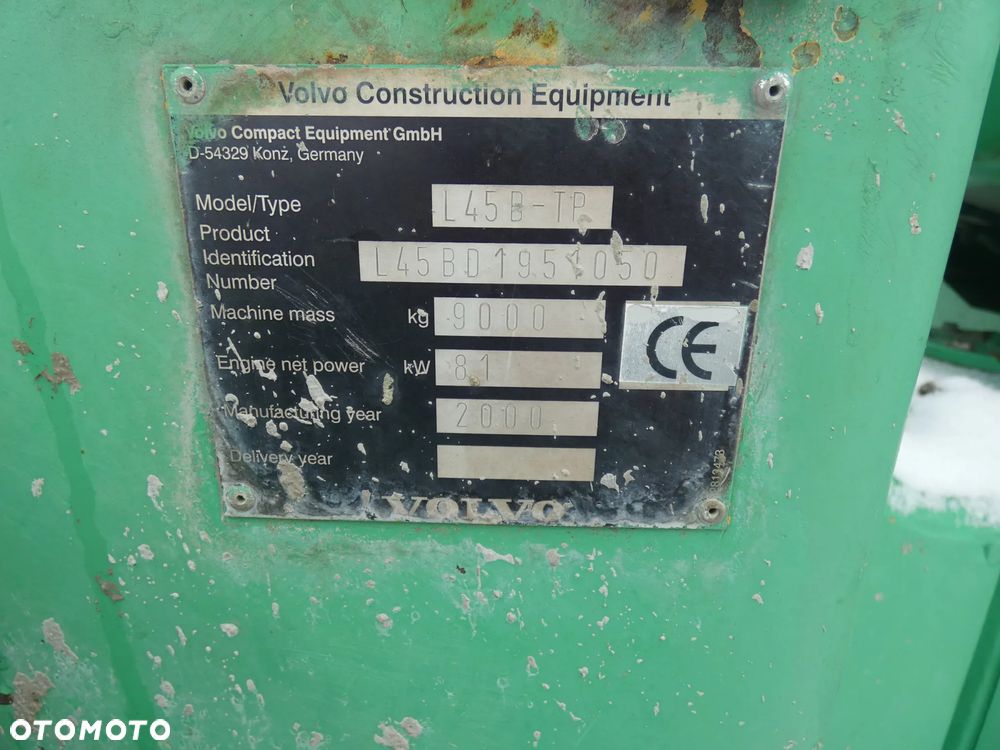 Volvo Construction Equipment
Volvo Compact Equipment GmbH
D-54329 Konz, Germany
Model/Type L45B-TP
Product
Identification L45BD1951050
Number
Machine mass kg 9000
Engine net power kW 81
Manufacturing year 2000
Delivery year
CE
VOLVO
OTOMOTO